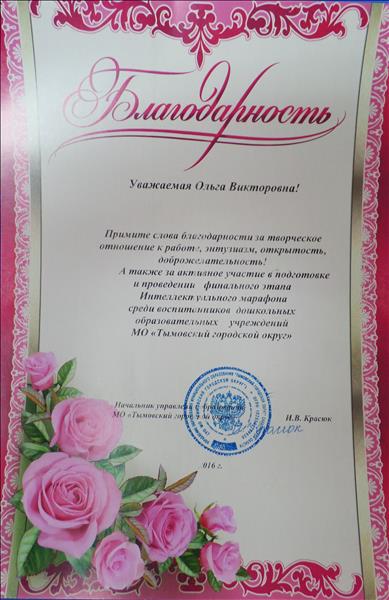 Благодарность
Уважаемая Ольга Викторовна!
Примите слова благодарности за творческое
отношение к работе, энтузиазм, открытость,
доброжелательность!
А также за активное участие в подготовке
и проведении финального этапа
Интеллектуального марафона
среди воспитанников дошкольных
образовательных учреждений
МО «Тымовский городской округ»
Начальник управления образования
МО «Тымовский городской округ»
И.В. Красюк
016 г.